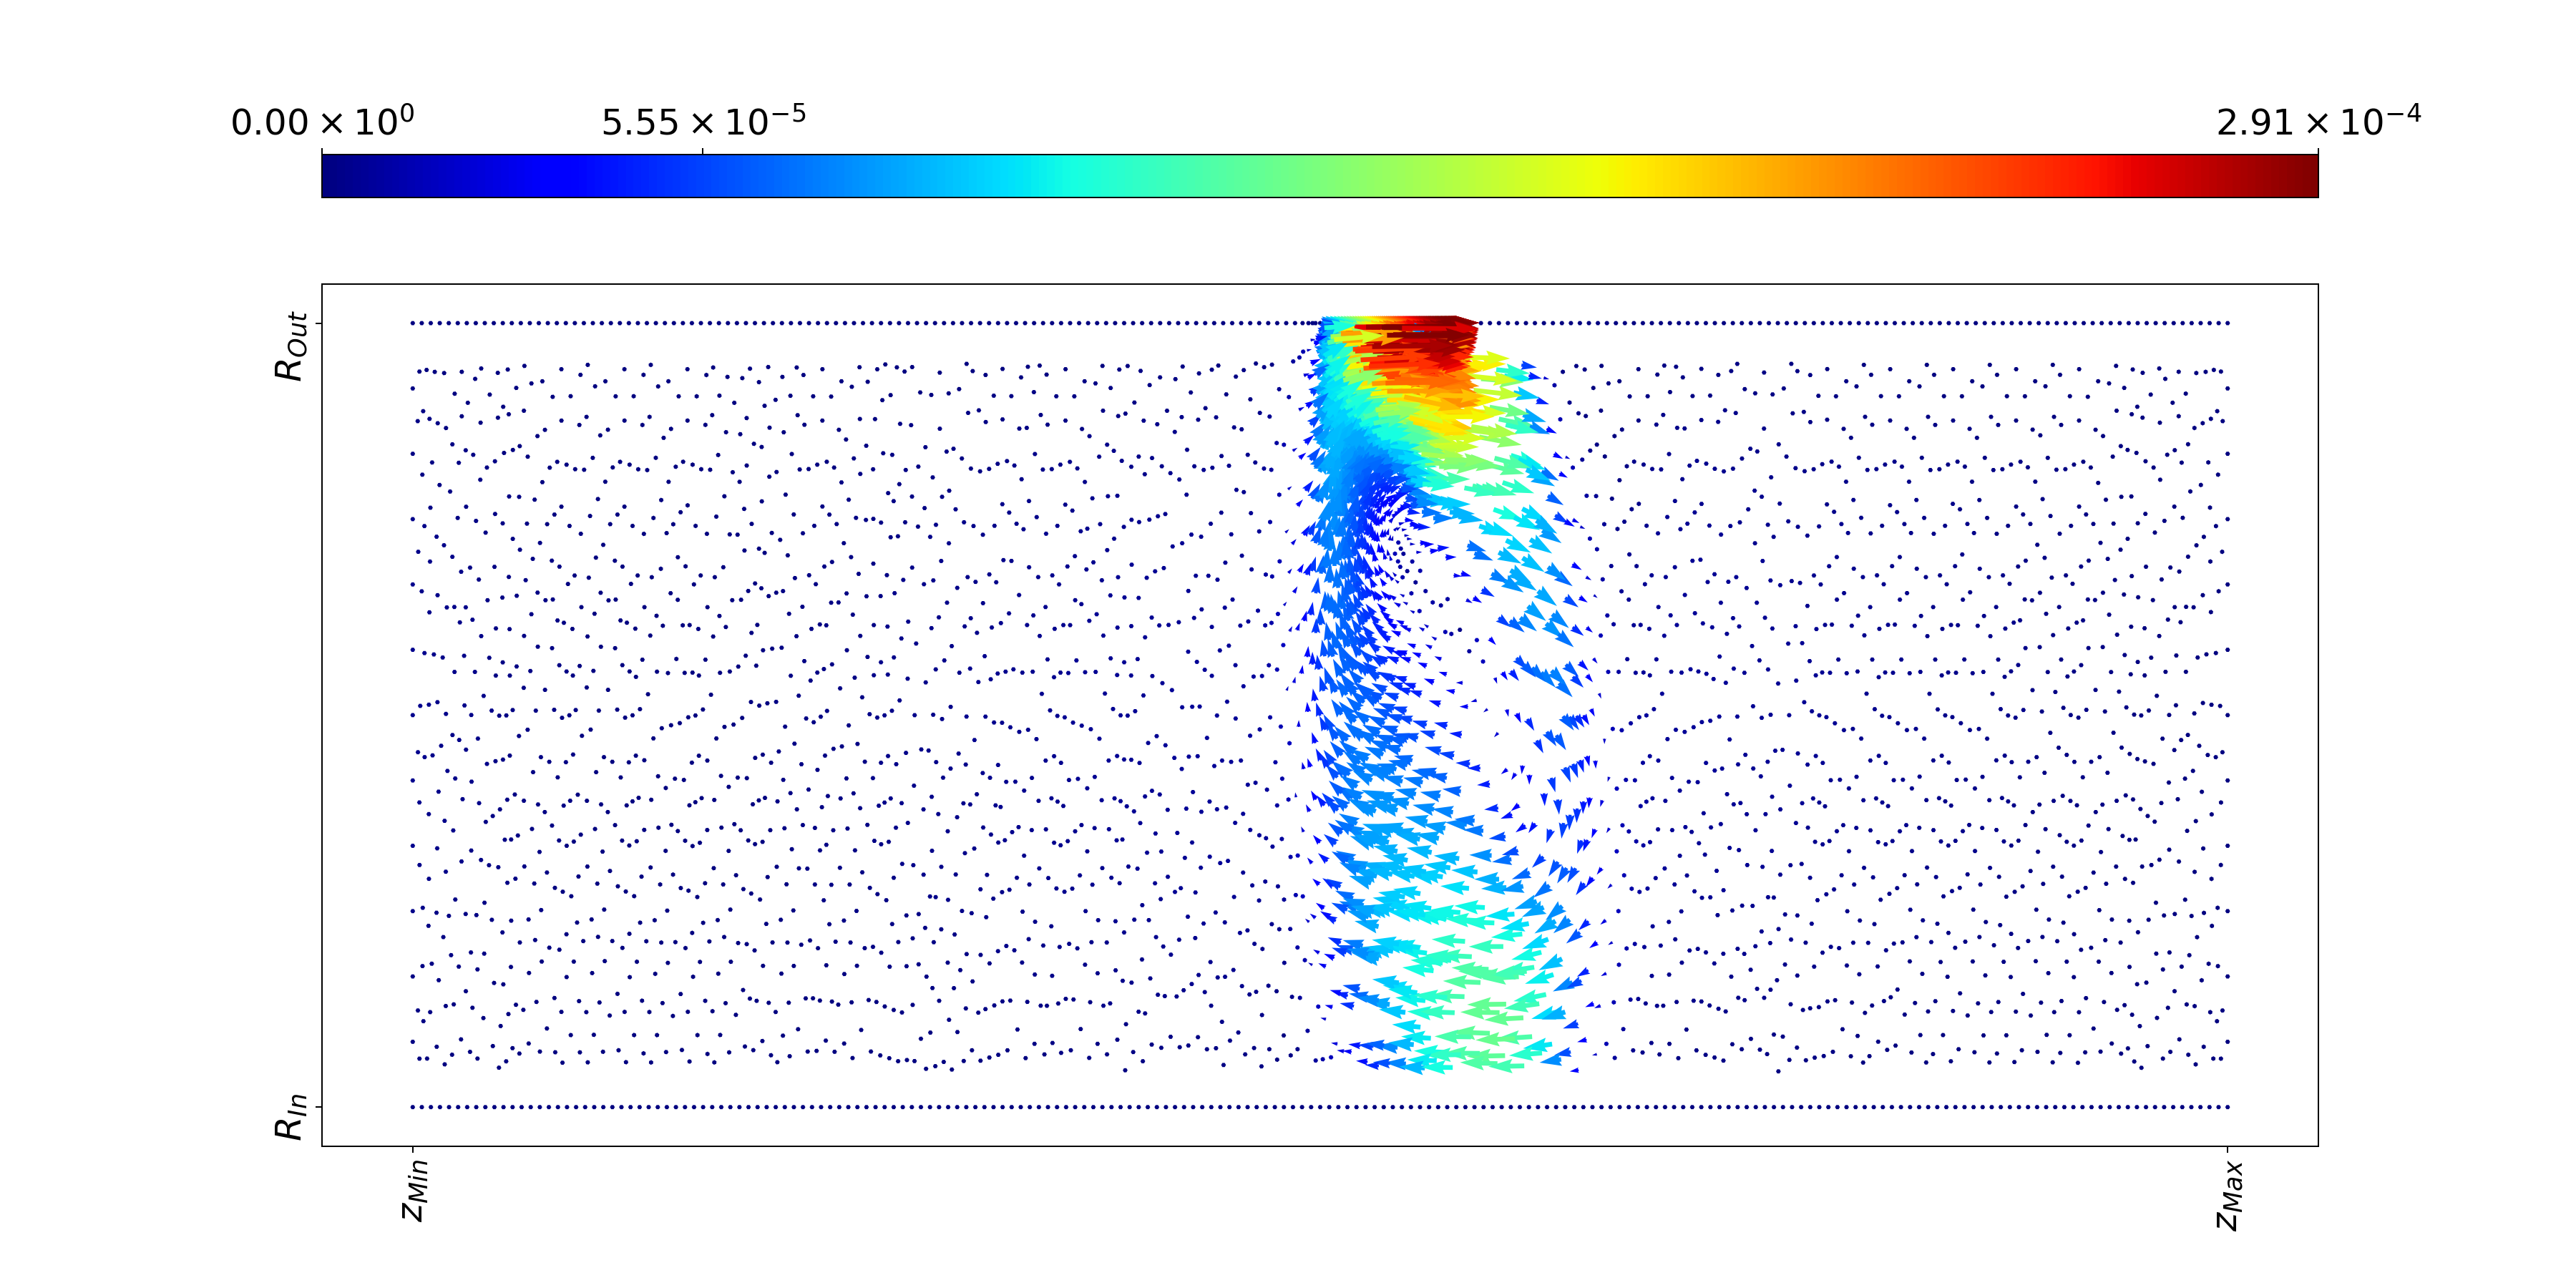 0.00 × 10⁰ 5.55 × 10⁻⁵ 2.91 × 10⁻⁴
R_Out
R_In
z_Min z_Max